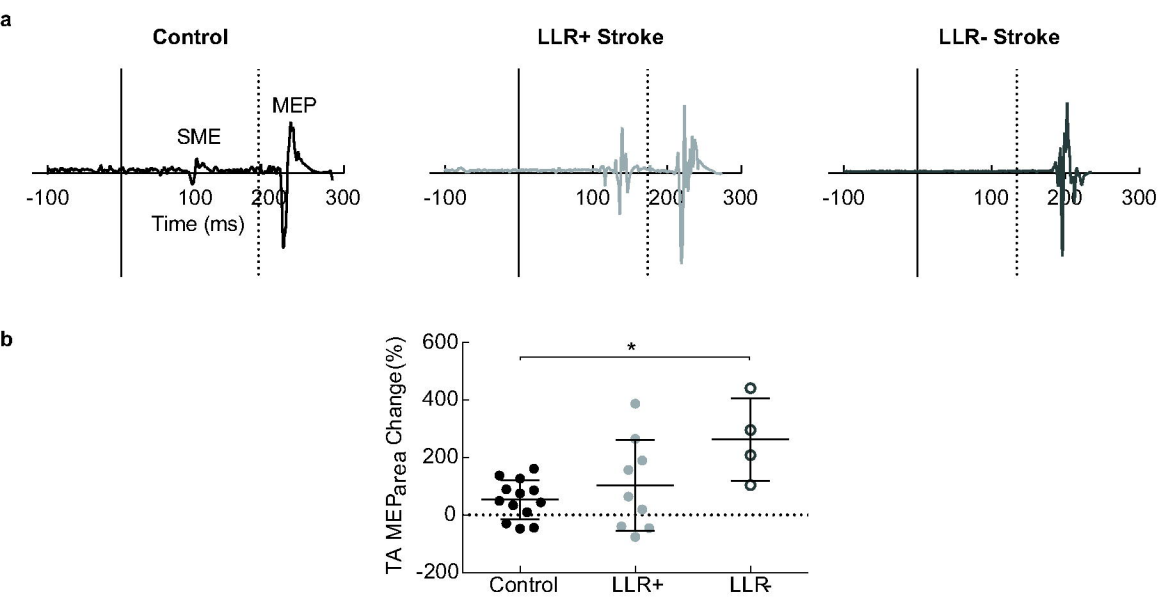 a
Control
LLR+ Stroke
LLR- Stroke
SME
MEP
-100
100
200
300
Time (ms)
-100
100
200
300
-100
100
200
300
b
TA MEParea Change(%)
600
400
200
0
-200
*
Control
LLR+
LLR-